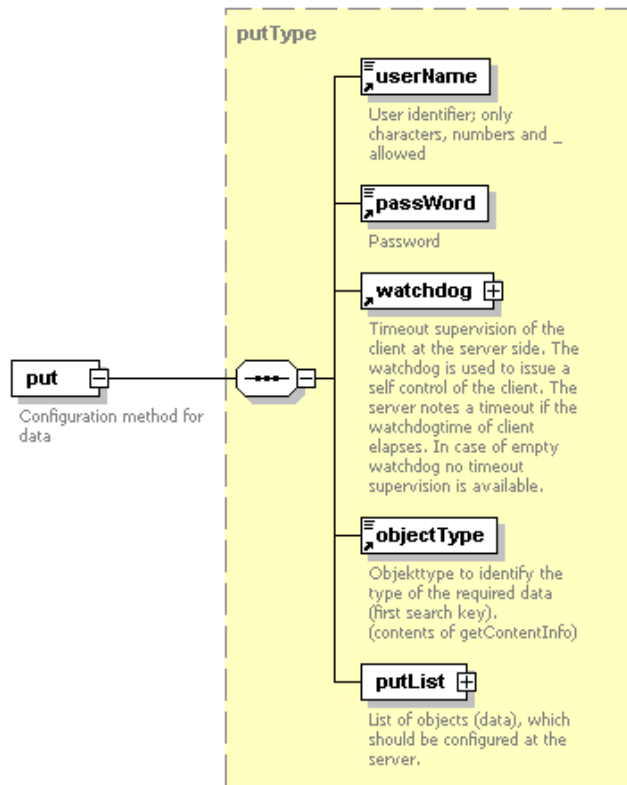 putType
userName
User identifier; only
characters, numbers and _
allowed
passWord
Password
watchdog
Timeout supervision of the
client at the server side. The
watchdog is used to issue a
self control of the client. The
server notes a timeout if the
watchdogtime of client
elapses. In case of empty
watchdog no timeout
supervision is available.
put
Configuration method for
data
objectType
Objekttype to identify the
type of the required data
(first search key).
(contents of getContentInfo)
putList
List of objects (data), which
should be configured at the
server.